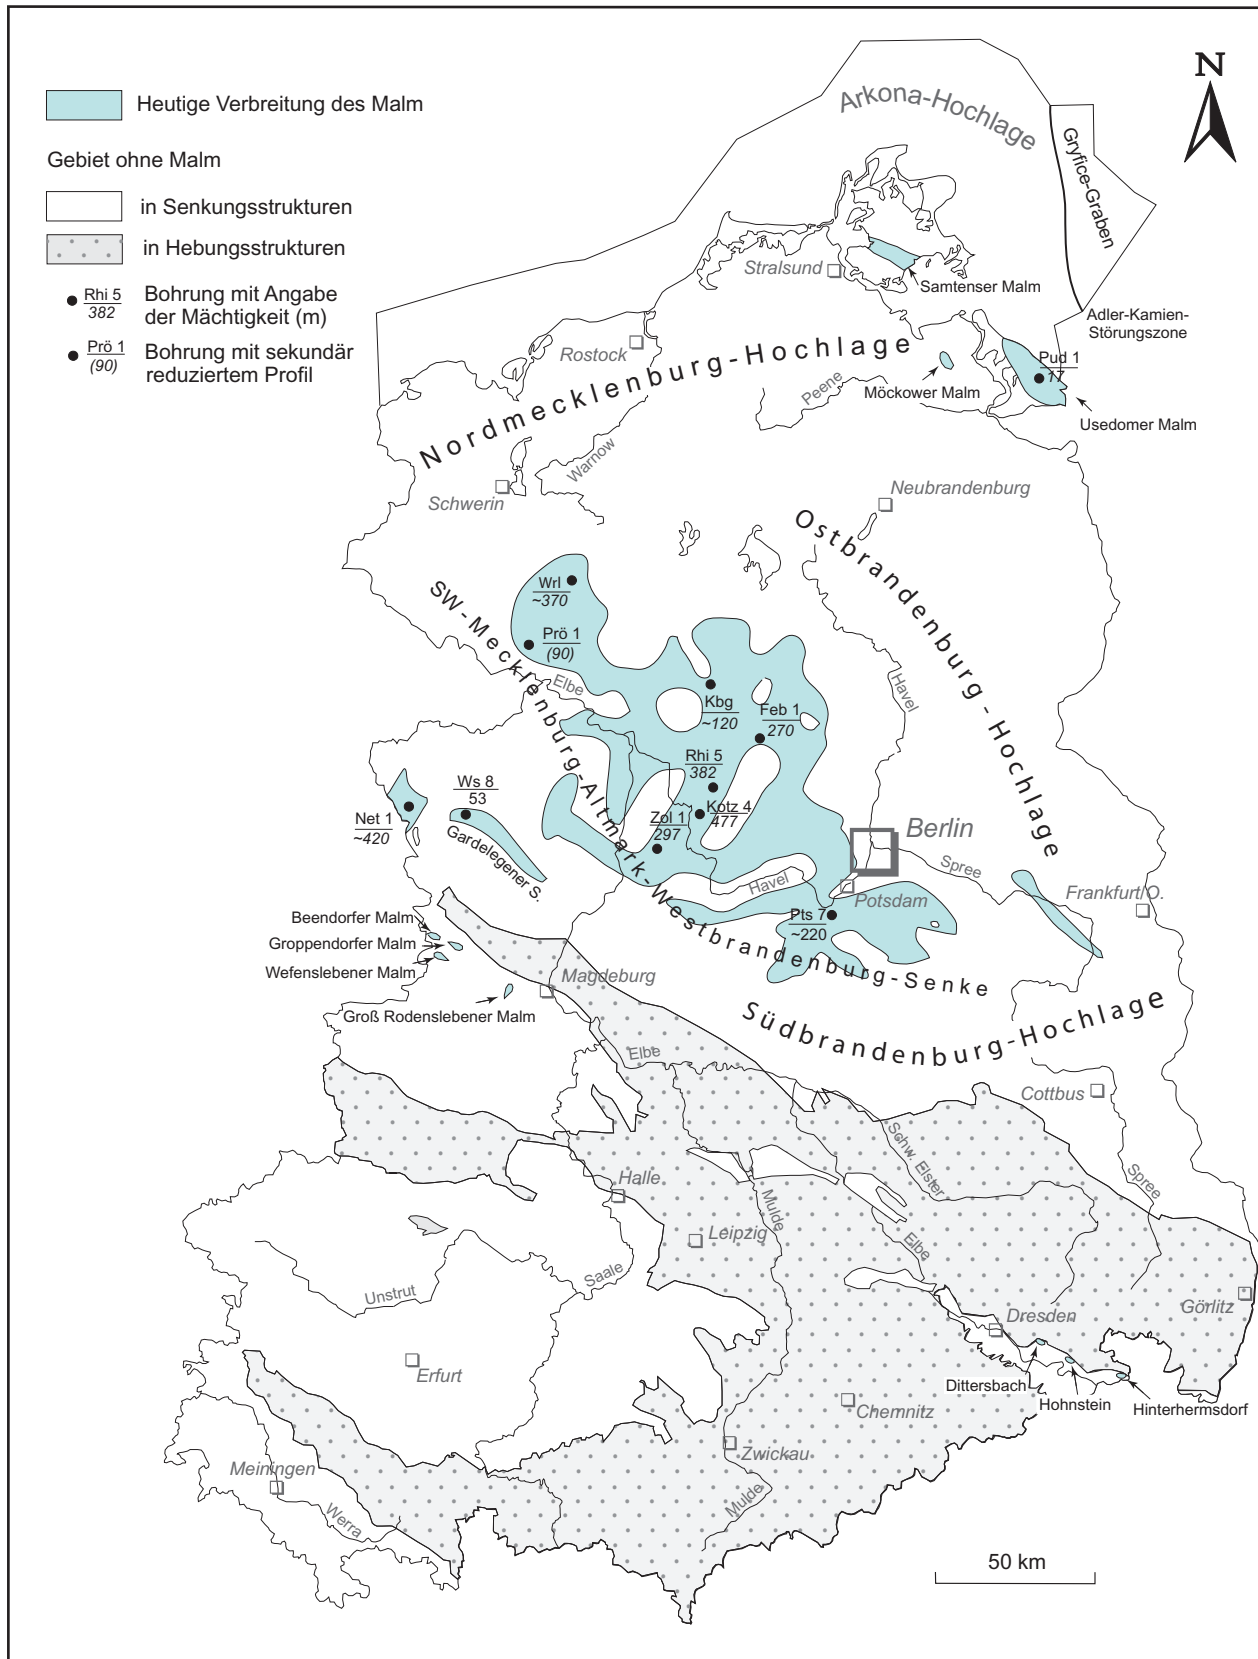 N
Arkona-Hochlage
Gryfice-Graben
Heutige Verbreitung des Malm
Gebiet ohne Malm
in Senkungsstrukturen
in Hebungsstrukturen
Rhi 5
382
Bohrung mit Angabe
der Mächtigkeit (m)
Prö 1
(90)
Bohrung mit sekundär
reduziertem Profil
Stralsund
Samtenser Malm
Adler-Kamien-
Störungszone
Rostock
Nordmecklenburg-Hochlage
Pud 1
17
Möckower Malm
Peene
Usedomer Malm
Warnow
Schwerin
Neubrandenburg
Ostbrandenburg-Hochlage
SW-Mecklenburg-Altmark-Westbrandenburg-Senke
Wrl
~370
Prö 1
(90)
Elbe
Havel
Kbg
~120
Feb 1
270
Rhi 5
382
Ws 8
53
Net 1
~420
Kotz 4
477
Zol 1
297
Berlin
Gardelegener S.
Spree
Havel
Potsdam
Frankfurt/O.
Pts 7
~220
Beendorfer Malm
Groppendorfer Malm
Wefenslebener Malm
Magdeburg
Groß Rodenslebener Malm
Südbrandenburg-Hochlage
Elbe
Cottbus
Schw. Elster
Spree
Halle
Mulde
Leipzig
Elbe
Saale
Unstrut
Görlitz
Dresden
Erfurt
Dittersbach
Hohnstein
Hinterhermsdorf
Chemnitz
Zwickau
Meiningen
Werra
Mulde
50 km